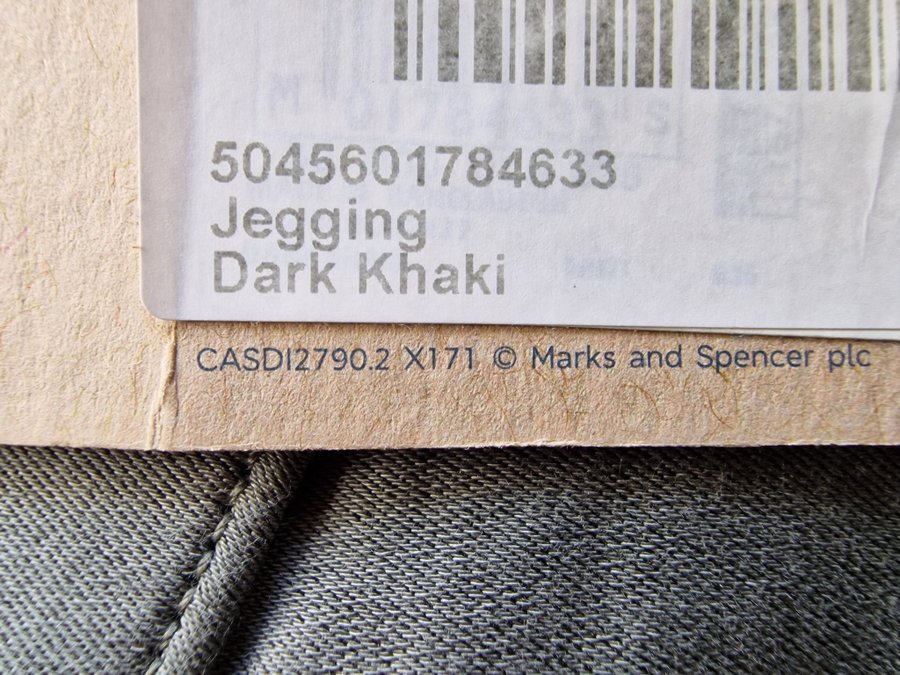 5045601784633
Jegging
Dark Khaki
CASDI2790.2 X171 © Marks and Spencer plc